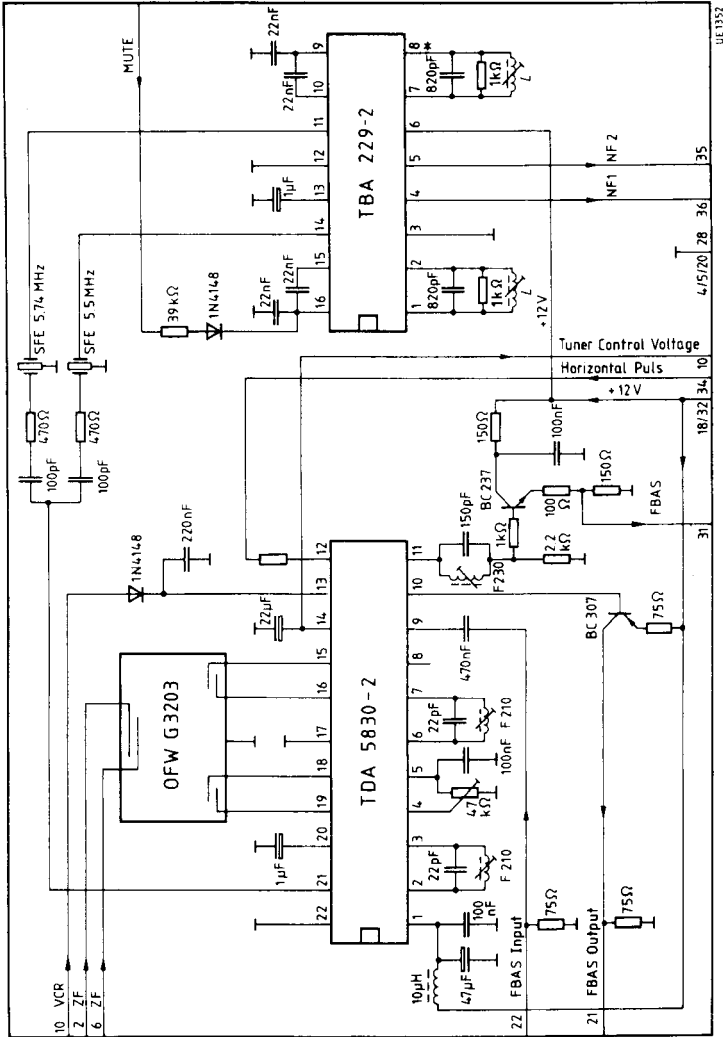 UE 1352
MUTE
22nF
22nF
9
10
11
12
13
14
15
16
1µF
22nF
22nF
39kΩ
1N4148
TBA 229-2
8 *
7
6
5
4
3
2
1
820pF
1kΩ
L
NF 2
NF1
820pF
1kΩ
L
35
36
28
4/5/20
SFE 5.74 MHz
SFE 5.5 MHz
470Ω
470Ω
100pF
100pF
+12V
Tuner Control Voltage
10
Horizontal Puls
34
+12V
18/32
150Ω
100nF
BC 237
1kΩ
100 Ω
150Ω
FBAS
31
150pF
F230
2.2 kΩ
1N4148
220nF
22µF
OFW G3203
12
13
14
15
16
17
18
19
20
21
22
1µF
TDA 5830-2
11
10
9
8
7
6
5
4
3
2
1
470nF
22pF
F 210
100nF
47 kΩ
22pF
F 210
100 nF
47µF
10µH
BC 307
75Ω
75Ω
75Ω
10 VCR
2 ZF
6 ZF
22 FBAS Input
21 FBAS Output